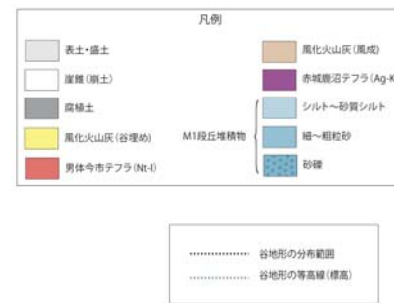 凡例
表土・盛土
崖錐(崩土)
腐植土
風化火山灰(谷埋め)
男体今市テフラ(Nt-I)
風化火山灰(風成)
赤城鹿沼テフラ(Ag-K
M1段丘堆積物
シルト～砂質シルト
細～粗粒砂
砂礫
谷地形の分布範囲
谷地形の等高線(標高)